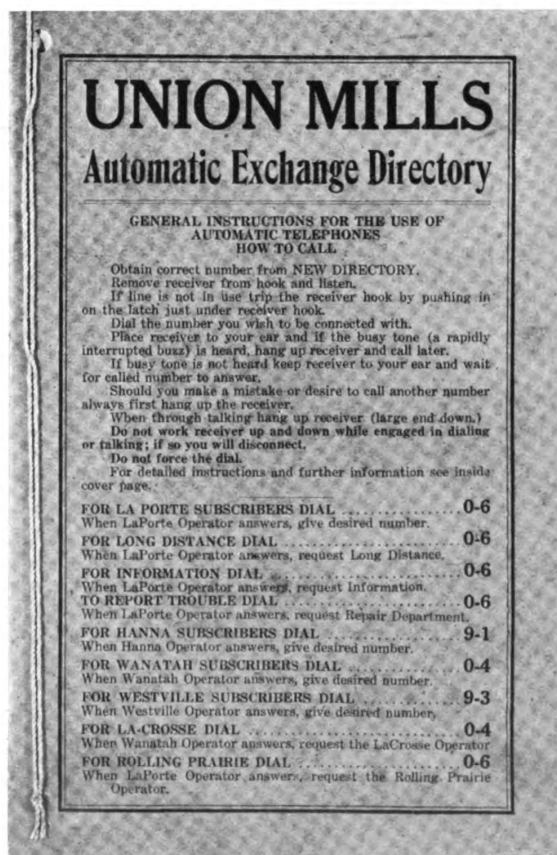 UNION MILLS
Automatic Exchange Directory
GENERAL INSTRUCTIONS FOR THE USE OF
AUTOMATIC TELEPHONES
HOW TO CALL
Obtain correct number from NEW DIRECTORY.
Remove receiver from hook and listen.
If line is not in use trip the receiver hook by pushing in
on the latch just under receiver hook.
Dial the number you wish to be connected with.
Place receiver to your ear and if the busy tone (a rapidly
interrupted buzz) is heard, hang up receiver and call later.
If busy tone is not heard keep receiver to your ear and wait
for called number to answer.
Should you make a mistake or desire to call another number
always first hang up the receiver.
When through talking hang up receiver (large end down.)
Do not work receiver up and down while engaged in dialing
or talking; if so you will disconnect.
Do not force the dial.
For detailed instructions and further information see inside
cover page.
FOR LA PORTE SUBSCRIBERS DIAL ................0-6
When LaPorte Operator answers, give desired number.
FOR LONG DISTANCE DIAL ........................0-6
When LaPorte Operator answers, request Long Distance.
FOR INFORMATION DIAL ..........................0-6
When LaPorte Operator answers, request Information.
TO REPORT TROUBLE DIAL ........................0-6
When LaPorte Operator answers, request Repair Department.
FOR HANNA SUBSCRIBERS DIAL ...................9-1
When Hanna Operator answers, give desired number.
FOR WANATAH SUBSCRIBERS DIAL .................0-4
When Wanatah Operator answers, give desired number.
FOR WESTVILLE SUBSCRIBERS DIAL ...............9-3
When Westville Operator answers, give desired number,
FOR LA-CROSSE DIAL ............................0-4
When Wanatah Operator answers, request the LaCrosse Operator
FOR ROLLING PRAIRIE DIAL ......................0-6
When LaPorte Operator answers, request the Rolling Prairie
Operator.